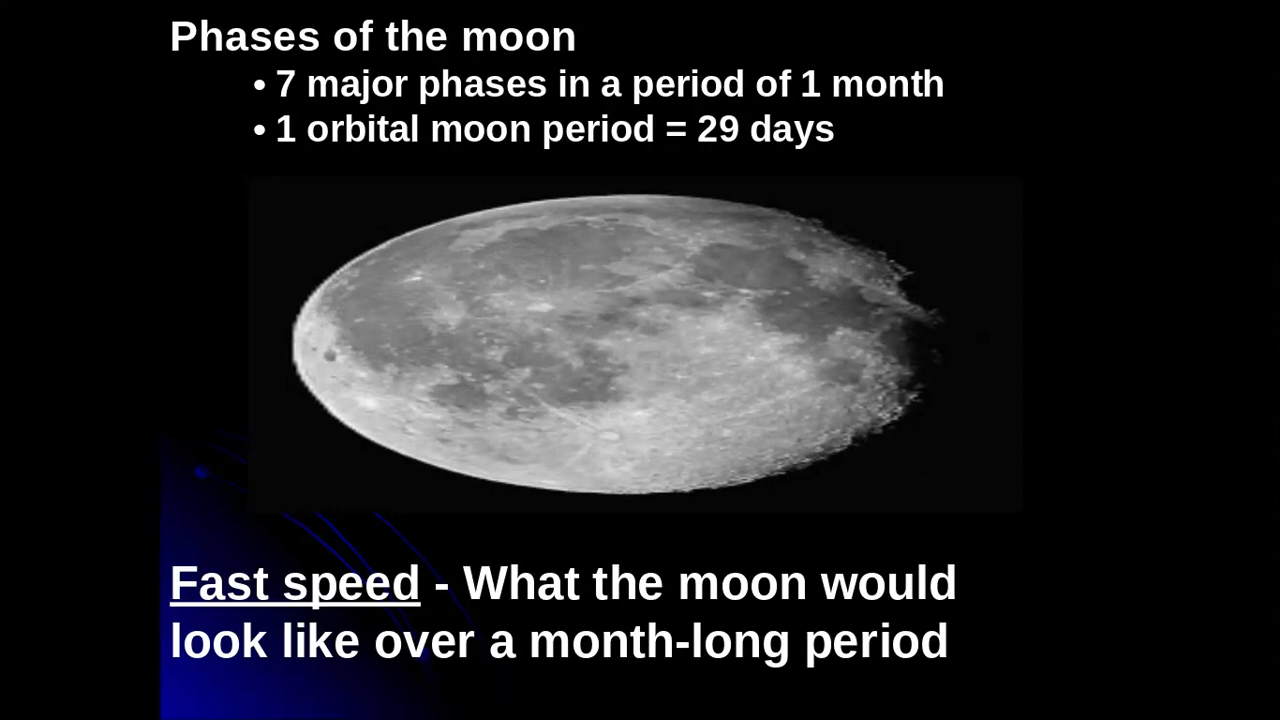 Phases of the moon
• 7 major phases in a period of 1 month
• 1 orbital moon period = 29 days
Fast speed - What the moon would
look like over a month-long period